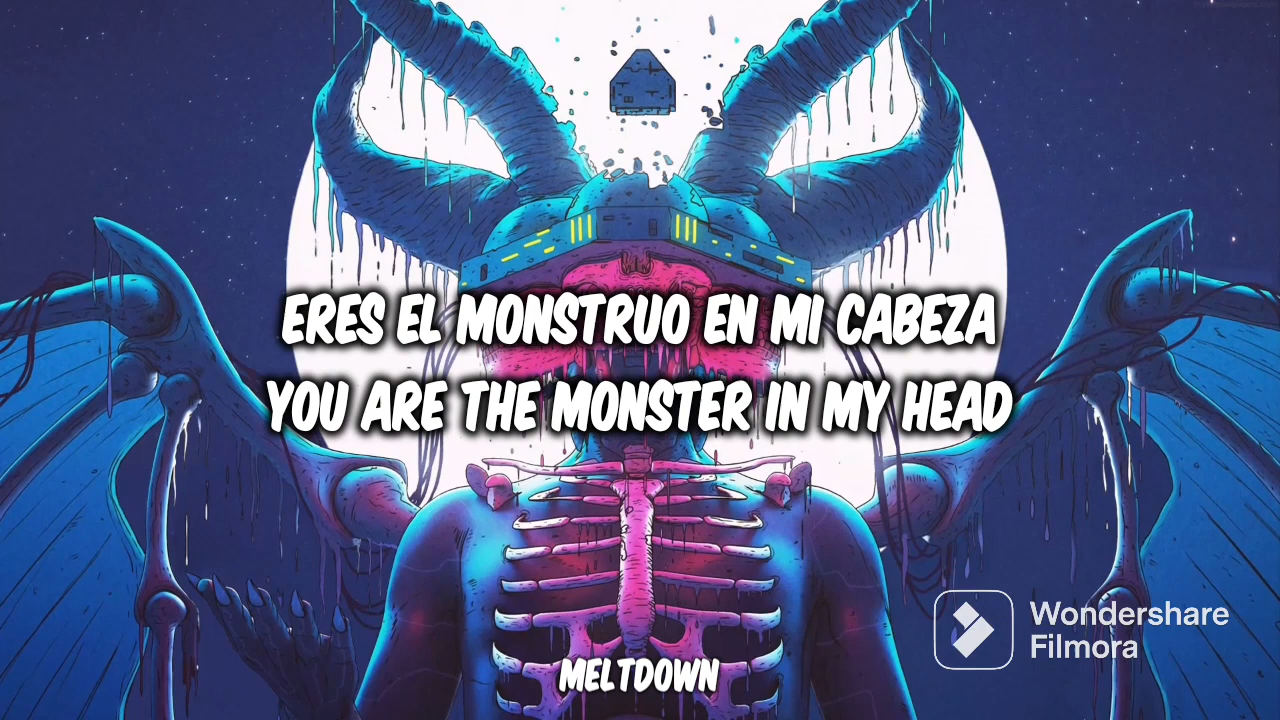 ERES EL MONSTRUO EN MI CABEZA
YOU ARE THE MONSTER IN MY HEAD
Wondershare
Filmora
MELTDOWN